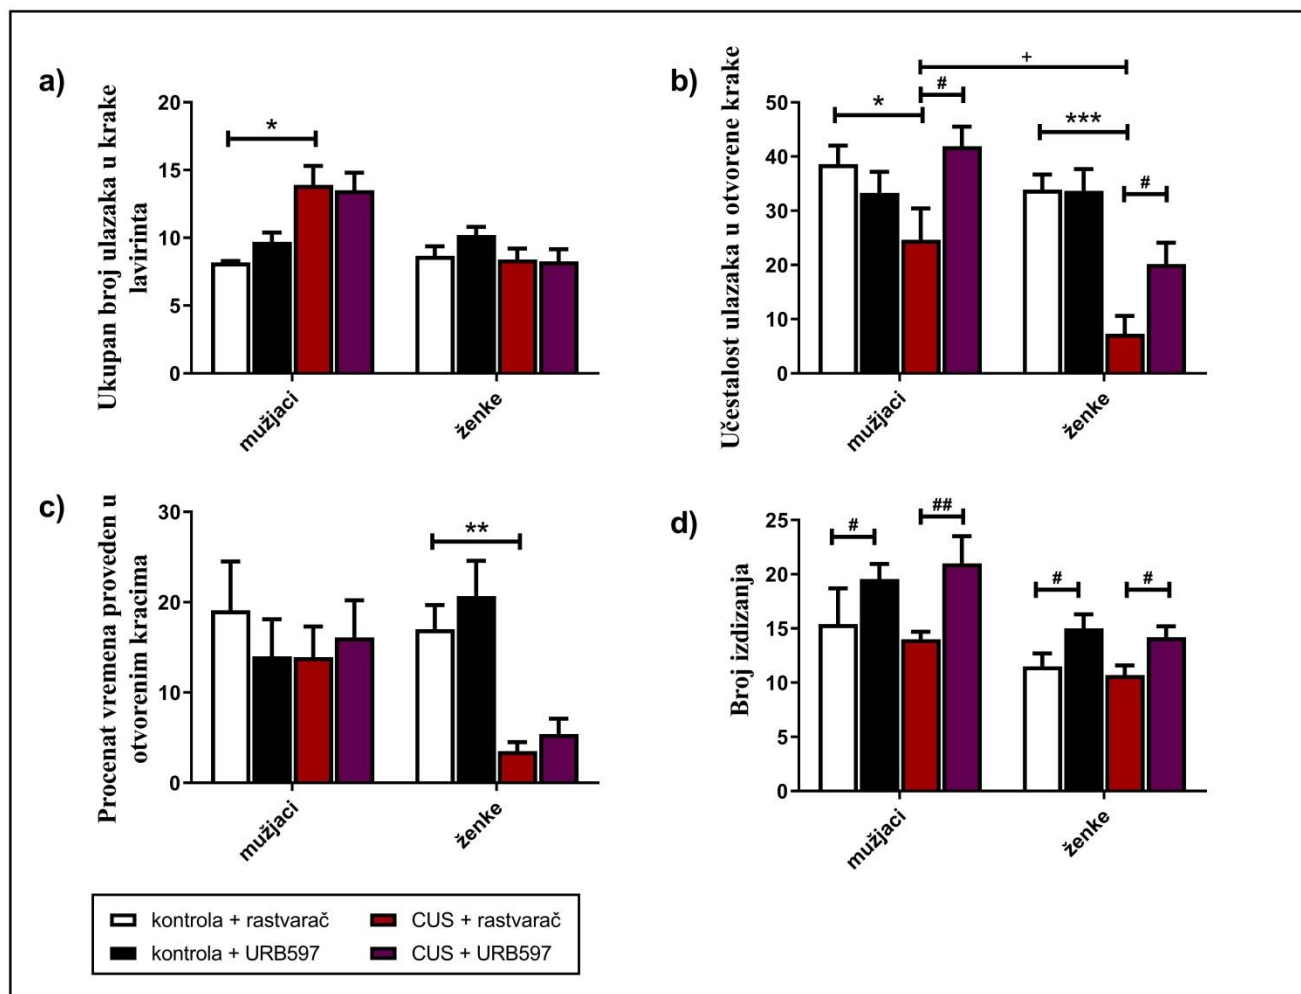 a)
Ukupan broj ulazaka u krake
lavirinta
20
15
10
5
0
*
mužjaci
ženke
b)
Učestalost ulazaka u otvorene krake
50
40
30
20
10
0
+
*
#
***
#
mužjaci
ženke
c)
Procenat vremena proveden u
otvorenim kracima
30
20
10
0
**
mužjaci
ženke
d)
Broj izdizanja
25
20
15
10
5
0
#
##
#
#
mužjaci
ženke
kontrola + rastvarač
CUS + rastvarač
kontrola + URB597
CUS + URB597